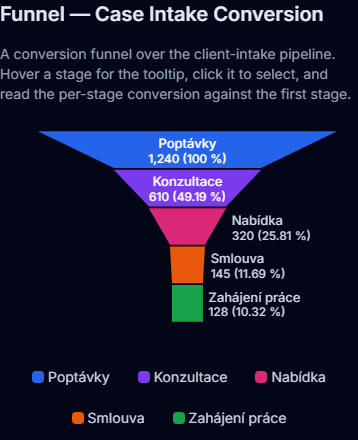 Funnel — Case Intake Conversion
A conversion funnel over the client-intake pipeline.
Hover a stage for the tooltip, click it to select, and
read the per-stage conversion against the first stage.
Poptávky
1,240 (100 %)
Konzultace
610 (49.19 %)
Nabídka
320 (25.81 %)
Smlouva
145 (11.69 %)
Zahájení práce
128 (10.32 %)
Poptávky Konzultace Nabídka
Smlouva Zahájení práce